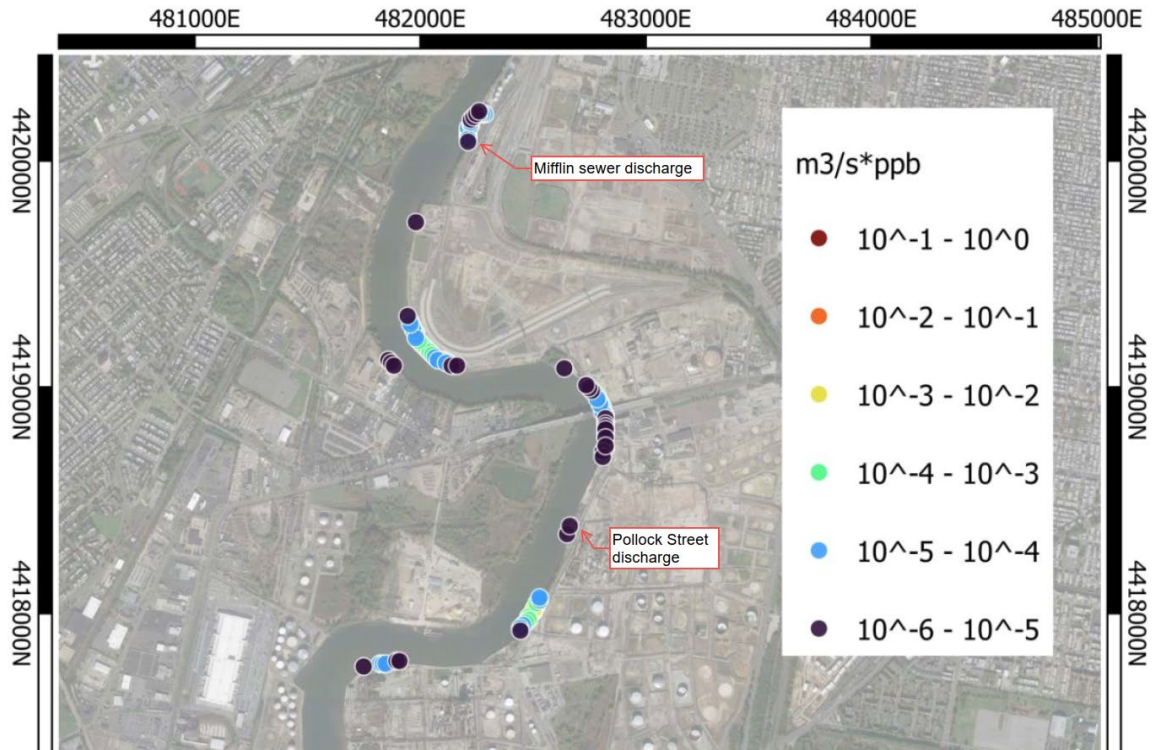 481000E 482000E 483000E 484000E 485000E
4420000N
4419000N
4418000N
4420000N
4419000N
4418000N
Mifflin sewer discharge
Pollock Street
discharge
m3/s*ppb
10^-1 - 10^0
10^-2 - 10^-1
10^-3 - 10^-2
10^-4 - 10^-3
10^-5 - 10^-4
10^-6 - 10^-5